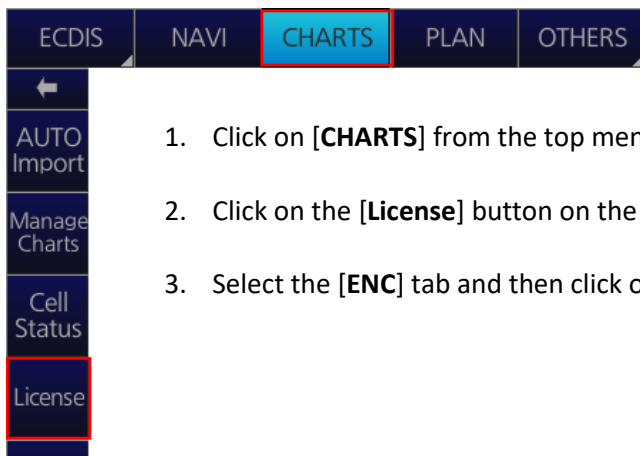 ECDIS NAVI CHARTS PLAN OTHERS
AUTO
Import
1. Click on [CHARTS] from the top
Manage
Charts
2. Click on the [License] button on the
Cell
Status
3. Select the [ENC] tab and then click
License